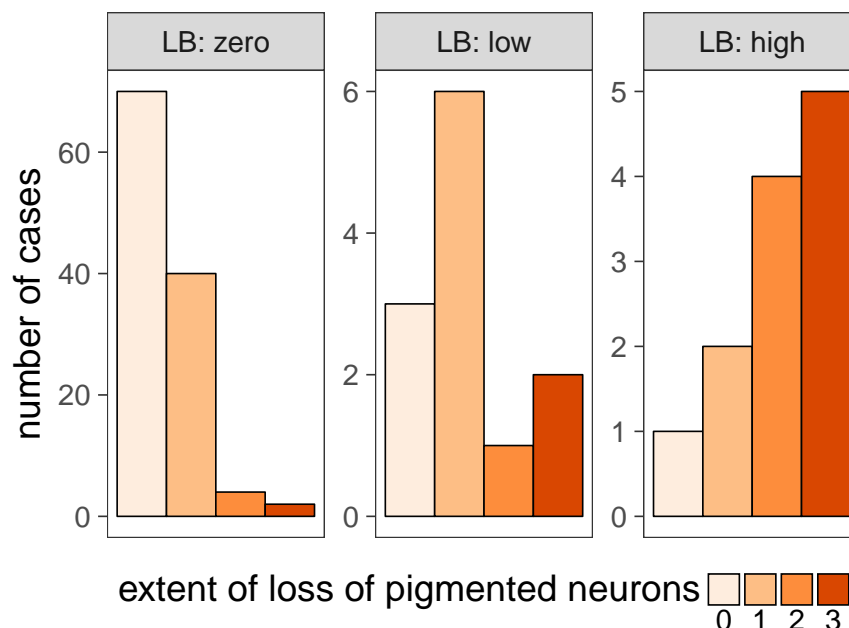 LB: zero
LB: low
LB: high
number of cases
60
40
20
0
6
4
2
0
5
4
3
2
1
0
extent of loss of pigmented neurons
0 1 2 3